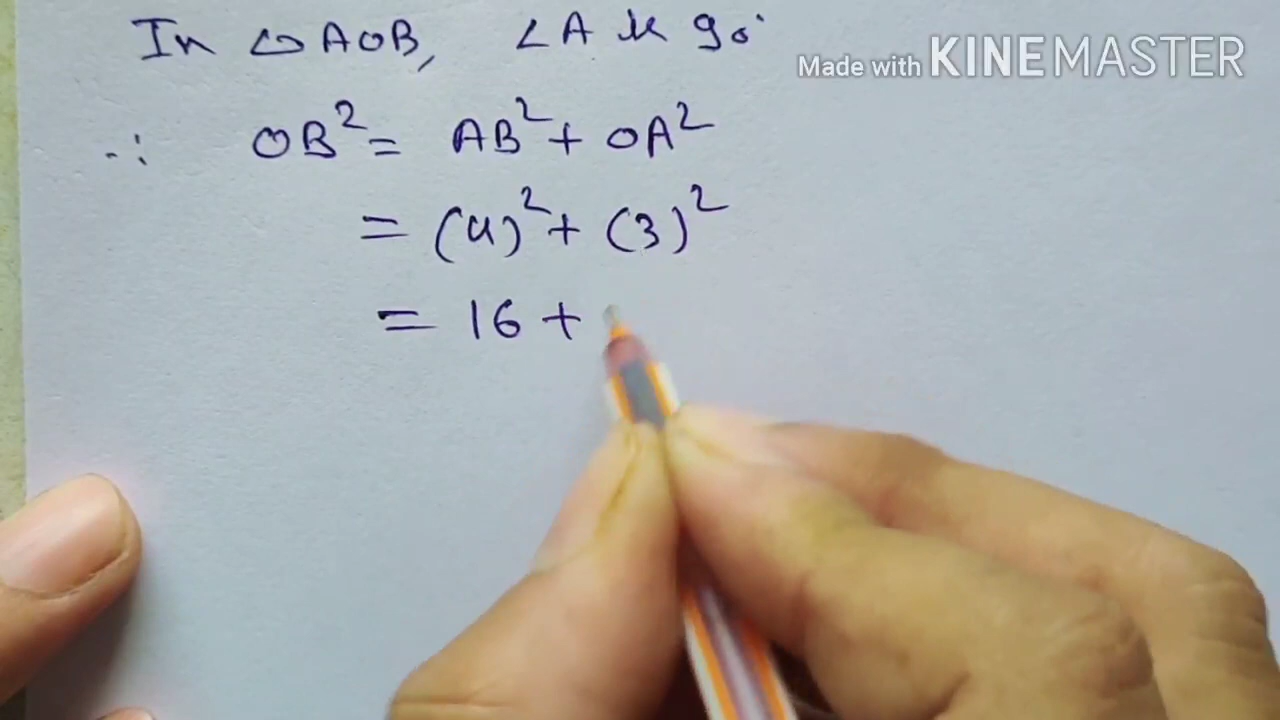 In △AOB, ∠A is 90°
Made with KINEMASTER
∴ OB² = AB² + OA²
= (4)² + (3)²
= 16 +